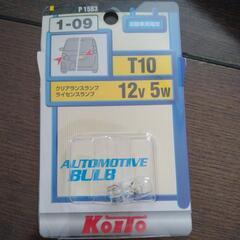 P 1583
1-09
T10
クリアランスランプ
ライセンスランプ
12v 5w
AUTOMOTIVE
BULB
KOITO